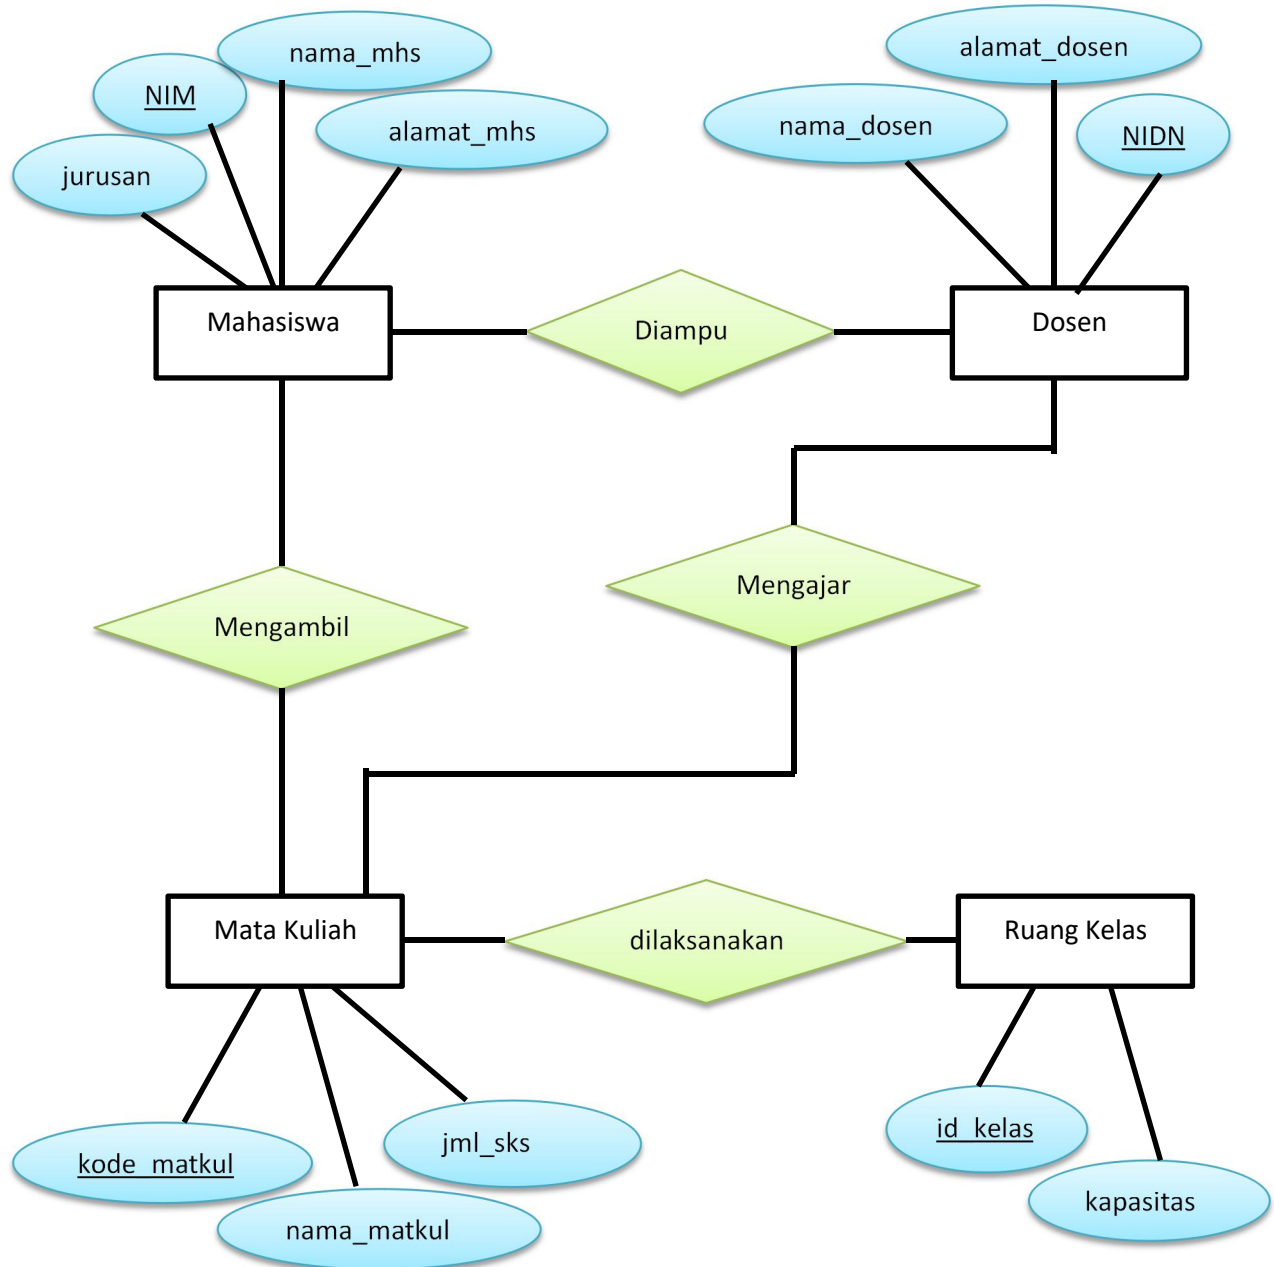 nama_mhs
alamat_dosen
NIM
nama_dosen
alamat_mhs
NIDN
jurusan
Mahasiswa
Diampu
Dosen
Mengajar
Mengambil
Mata Kuliah
dilaksanakan
Ruang Kelas
id_kelas
jml_sks
kode_matkul
kapasitas
nama_matkul